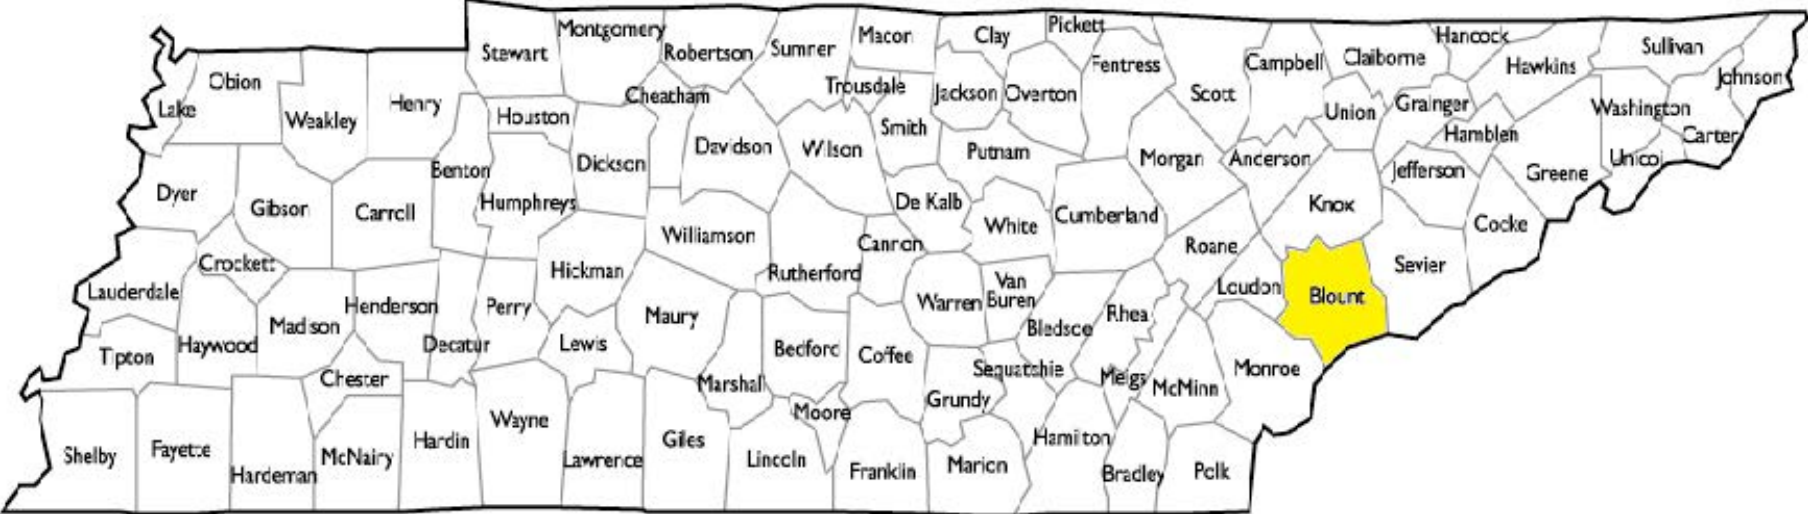 Montgomery
Stewart
Robertson
Sumner
Macon
Clay
Pickett
Fentress
Campbell
Claiborne
Hancock
Hawkins
Sullivan
Johnson
Obion
Lake
Weakley
Henry
Houston
Cheatham
Trousdale
Jackson
Overton
Scott
Union
Grainger
Washington
Carter
Hamblen
Smith
Davidson
Wilson
Putnam
Morgan
Anderson
Jefferson
Greene
Unicoi
Dickson
Benton
Dyer
Gibson
Carroll
Humphreys
De Kalb
White
Cumberland
Knox
Cocke
Williamson
Cannon
Roane
Sevier
Crockett
Hickman
Rutherford
Van
Buren
Warren
Loudon
Blount
Lauderdale
Henderson
Madison
Perry
Maury
Bledsoe
Rhea
Tipton
Haywood
Decatur
Lewis
Bedford
Coffee
Sequatchie
Meigs
McMinn
Monroe
Chester
Marshall
Moore
Grundy
Shelby
Fayette
Hardeman
McNairy
Hardin
Wayne
Lawrence
Giles
Lincoln
Franklin
Marion
Hamilton
Bradley
Polk